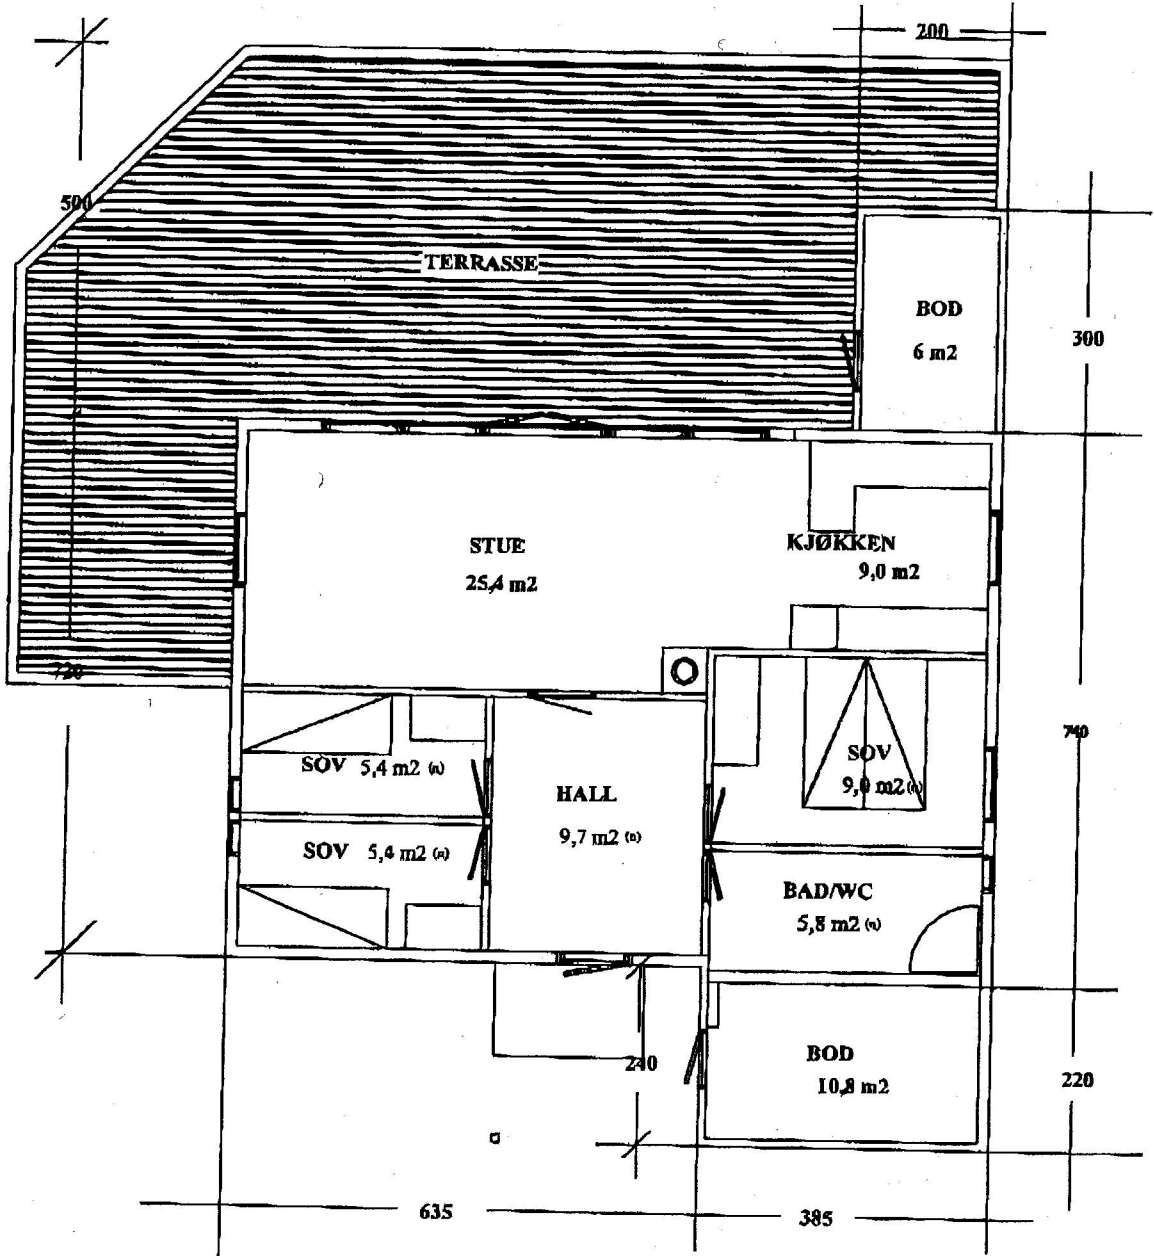 200
500
TERRASSE
BOD
6 m2
300
STUE
25,4 m2
KJØKKEN
9,0 m2
720
740
SOV 5,4 m2 (n)
SOV
9,0 m2 (n)
HALL
9,7 m2 (n)
SOV 5,4 m2 (n)
BAD/WC
5,8 m2 (n)
BOD
10,8 m2
240
220
635
385